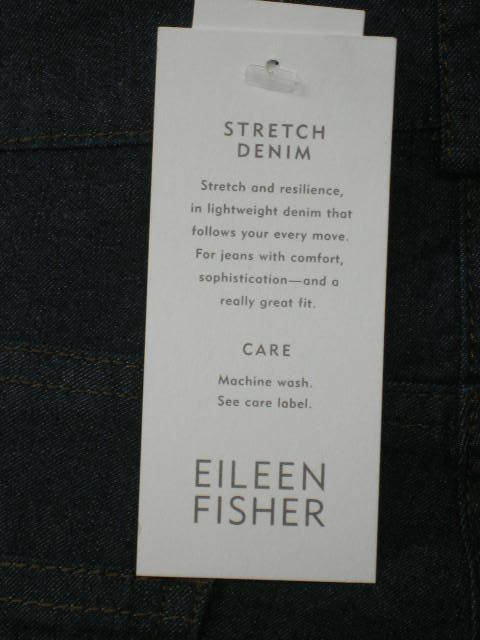 STRETCH
DENIM
Stretch and resilience,
in lightweight denim that
follows your every move.
For jeans with comfort,
sophistication—and a
really great fit.
CARE
Machine wash.
See care label.
EILEEN
FISHER